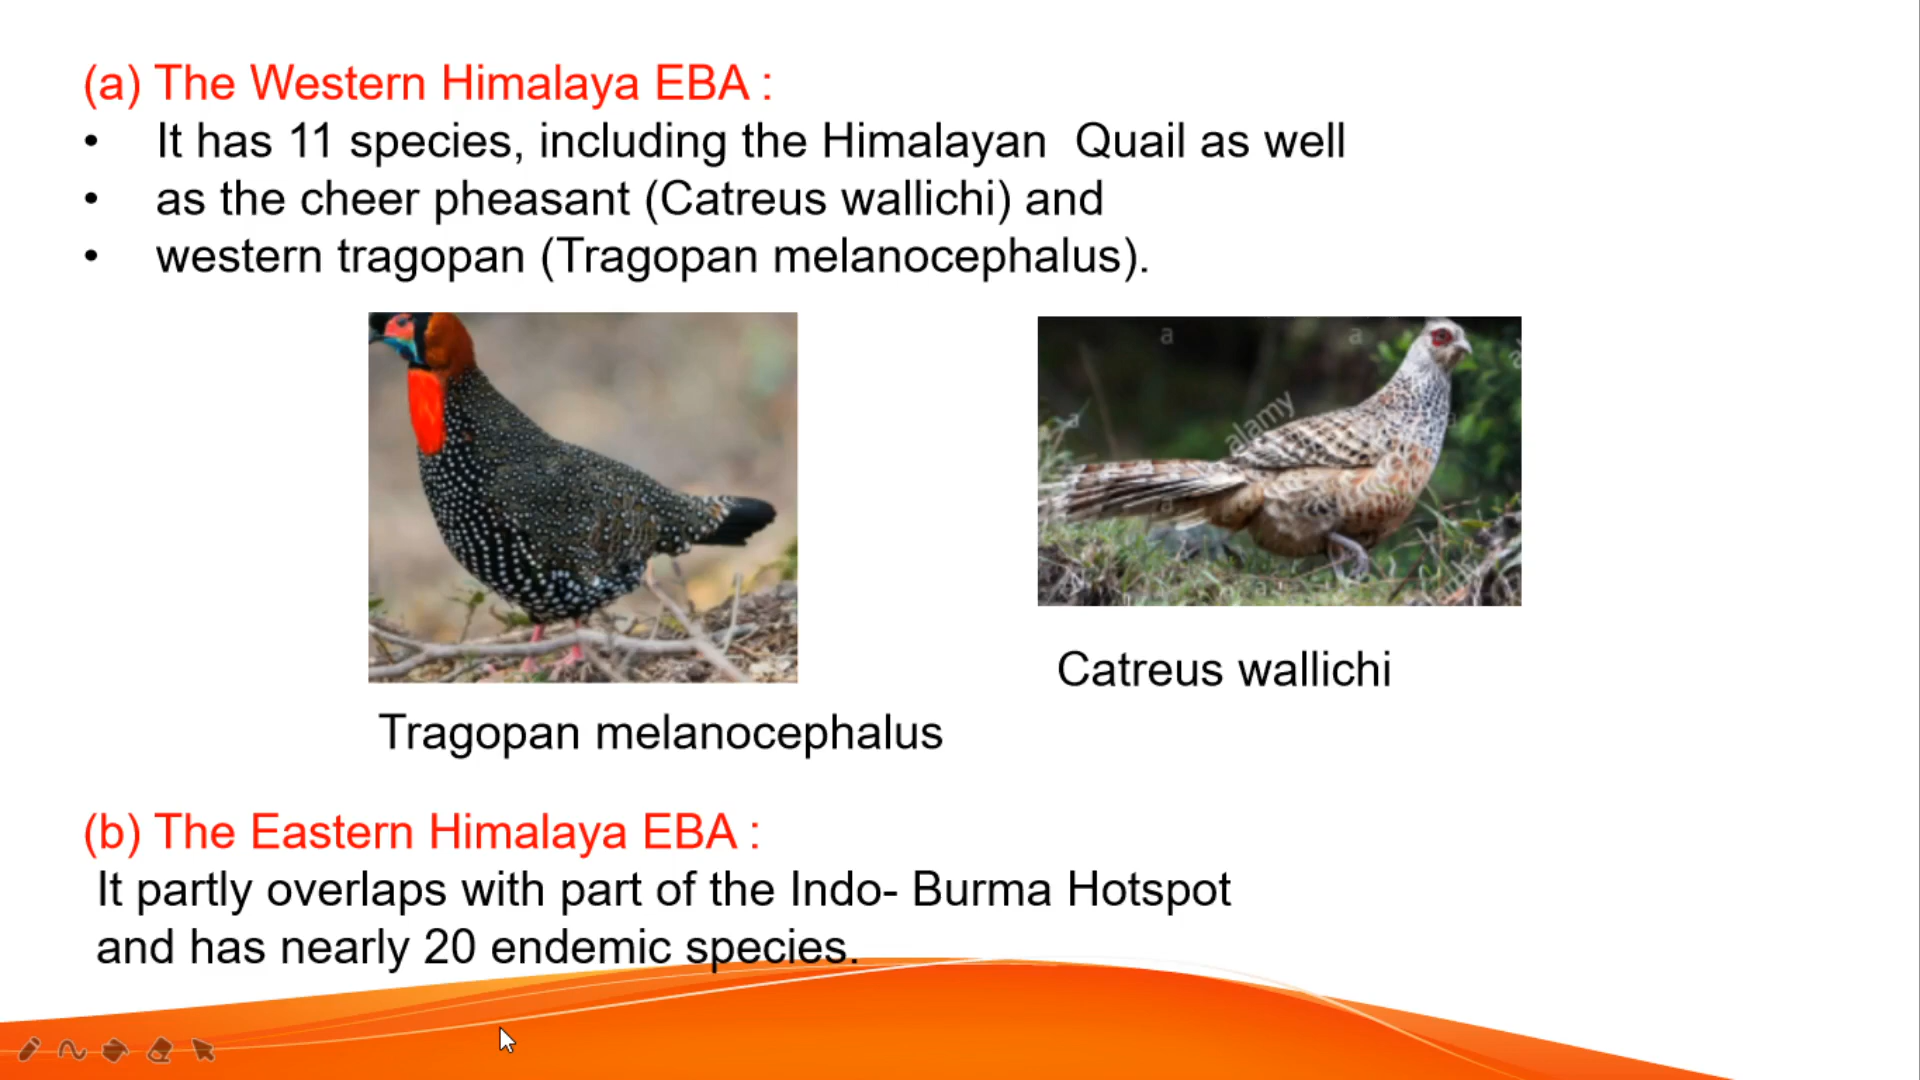 (a) The Western Himalaya EBA :
• It has 11 species, including the Himalayan Quail as well
• as the cheer pheasant (Catreus wallichi) and
• western tragopan (Tragopan melanocephalus).
a a a
alamy
a
a
Catreus wallichi
Tragopan melanocephalus
(b) The Eastern Himalaya EBA :
It partly overlaps with part of the Indo- Burma Hotspot
and has nearly 20 endemic species.